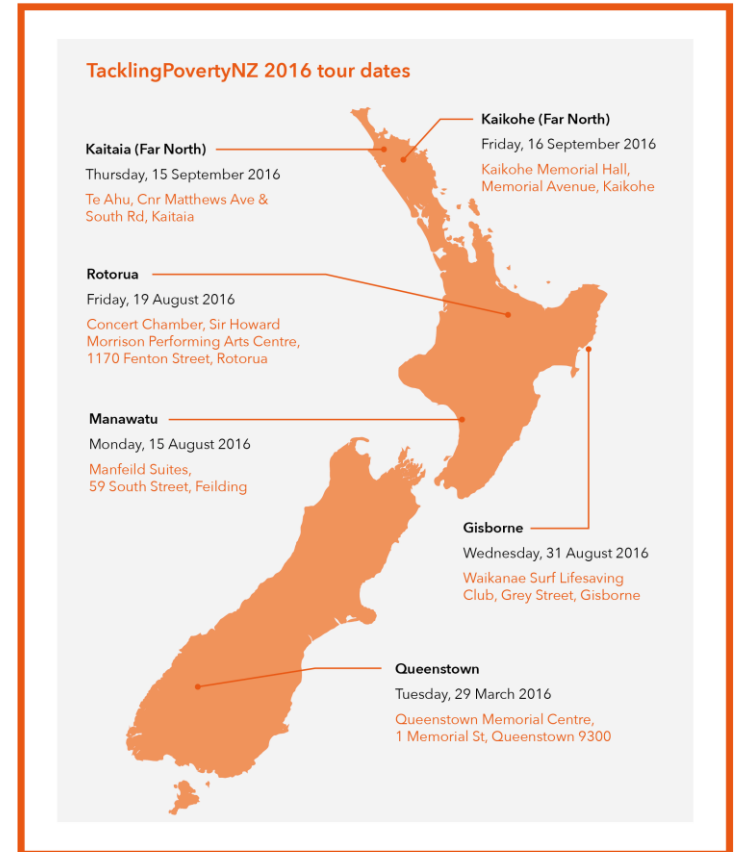 TacklingPovertyNZ 2016 tour dates
Kaikohe (Far North)
Friday, 16 September 2016
Kaikohe Memorial Hall,
Memorial Avenue, Kaikohe
Kaitaia (Far North)
Thursday, 15 September 2016
Te Ahu, Cnr Matthews Ave &
South Rd, Kaitaia
Rotorua
Friday, 19 August 2016
Concert Chamber, Sir Howard
Morrison Performing Arts Centre,
1170 Fenton Street, Rotorua
Manawatu
Monday, 15 August 2016
Manfeild Suites,
59 South Street, Feilding
Gisborne
Wednesday, 31 August 2016
Waikanae Surf Lifesaving
Club, Grey Street, Gisborne
Queenstown
Tuesday, 29 March 2016
Queenstown Memorial Centre,
1 Memorial St, Queenstown 9300